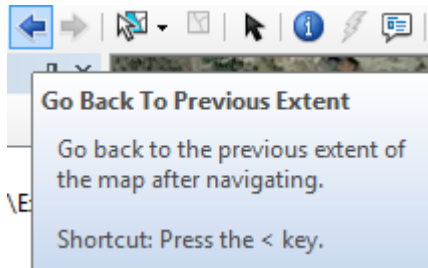 Go Back To Previous Extent
Go back to the previous extent of
the map after navigating.
\E
Shortcut: Press the < key.